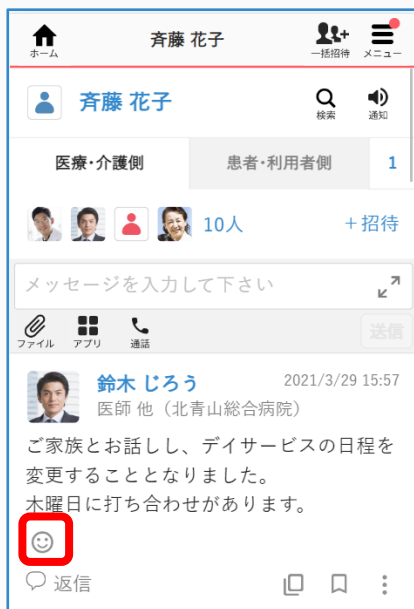 斉藤 花子
ホーム
一括招待
メニュー
斉藤 花子
検索
通知
医療・介護側
患者・利用者側
1
10人
+招待
メッセージを入力して下さい
ファイル
アプリ
通話
送信
鈴木 じろう
2021/3/29 15:57
医師 他（北青山総合病院）
ご家族とお話しし、デイサービスの日程を
変更することとなりました。
木曜日に打ち合わせがあります。
返信